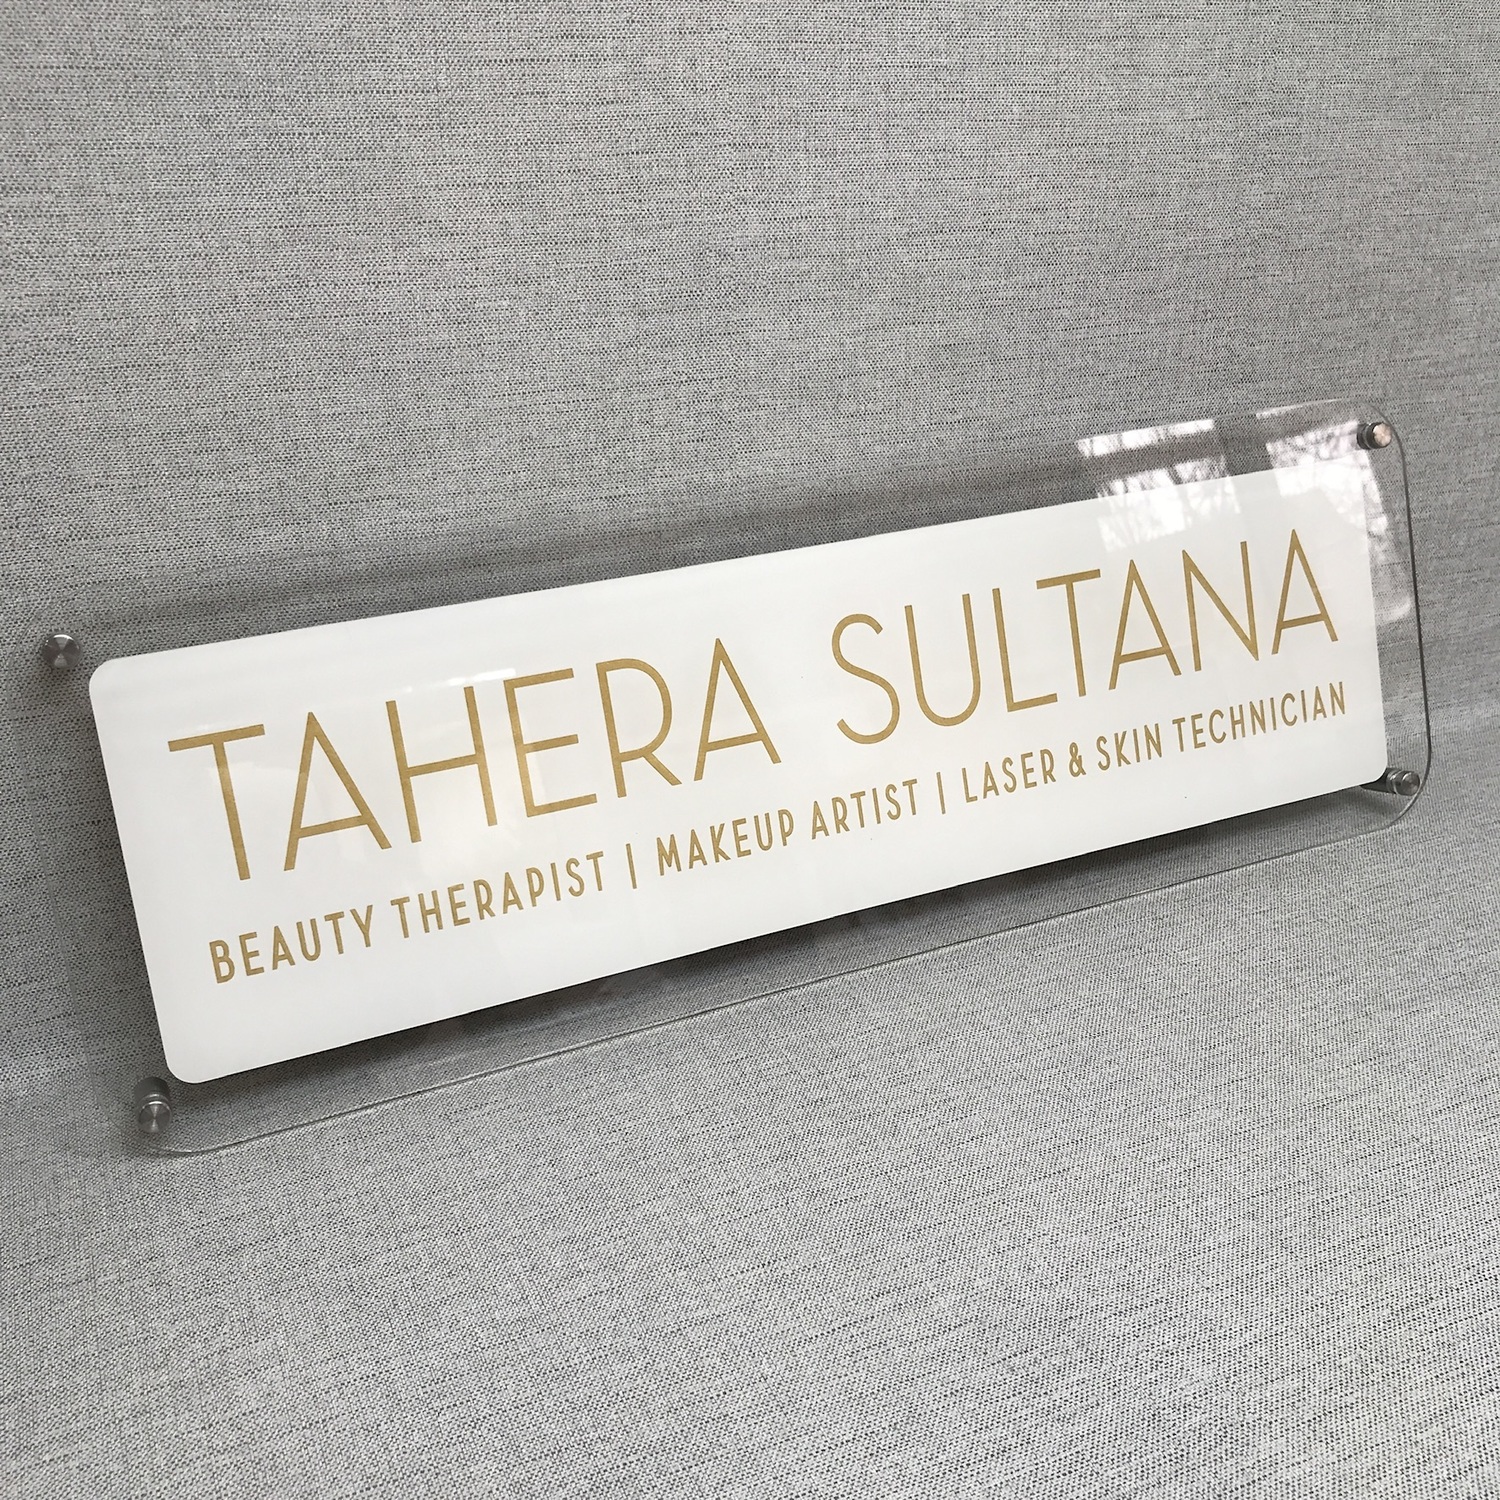 TAHERA SULTANA
BEAUTY THERAPIST | MAKEUP ARTIST | LASER & SKIN TECHNICIAN